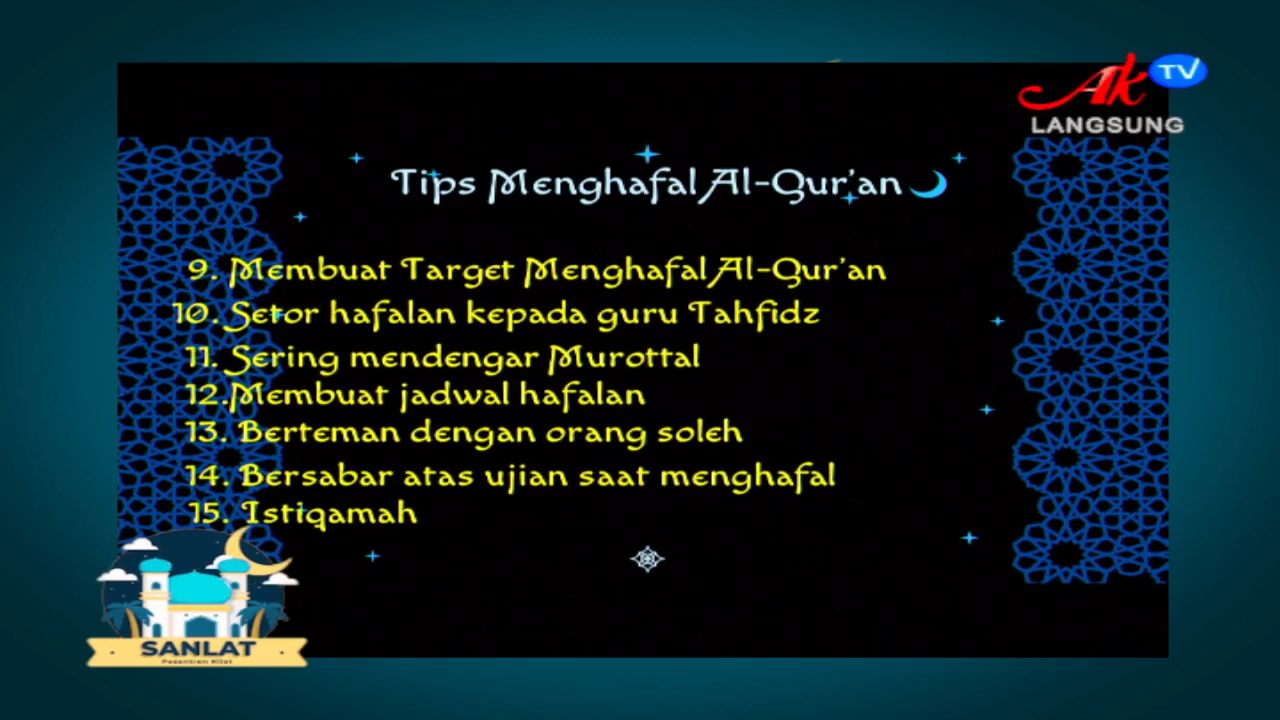 Ak TV
LANGSUNG
Tips Menghafal Al-Qur'an
9. Membuat Target Menghafal Al-Qur'an
10. Setor hafalan kepada guru Tahfidz
11. Sering mendengar Murottal
12.Membuat jadwal hafalan
13. Berteman dengan orang soleh
14. Bersabar atas ujian saat menghafal
15. Istiqamah
SANLAT
Pesantren Kilat